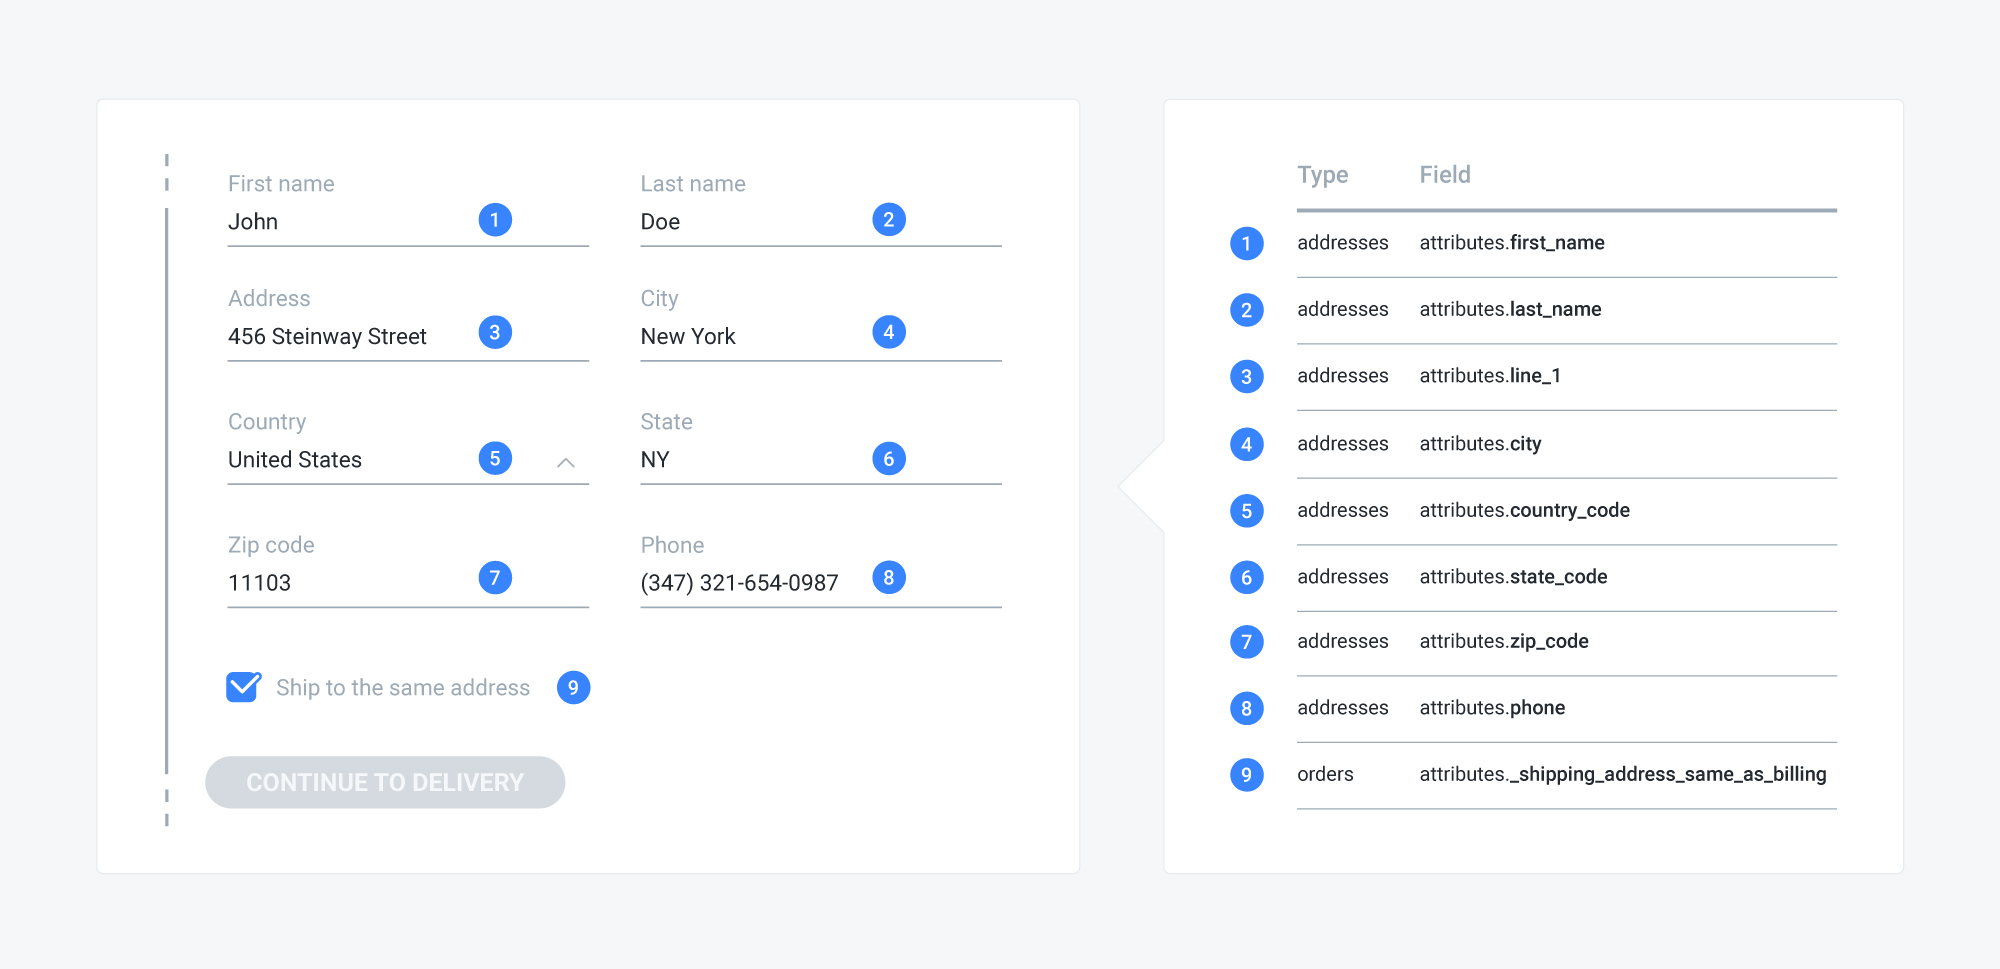 First name Last name
John 1 Doe 2
Address City
456 Steinway Street 3 New York 4
Country State
United States 5 NY 6
Zip code Phone
11103 7 (347) 321-654-0987 8
Ship to the same address 9
CONTINUE TO DELIVERY
Type Field
1 addresses attributes.first_name
2 addresses attributes.last_name
3 addresses attributes.line_1
4 addresses attributes.city
5 addresses attributes.country_code
6 addresses attributes.state_code
7 addresses attributes.zip_code
8 addresses attributes.phone
9 orders attributes._shipping_address_same_as_billing